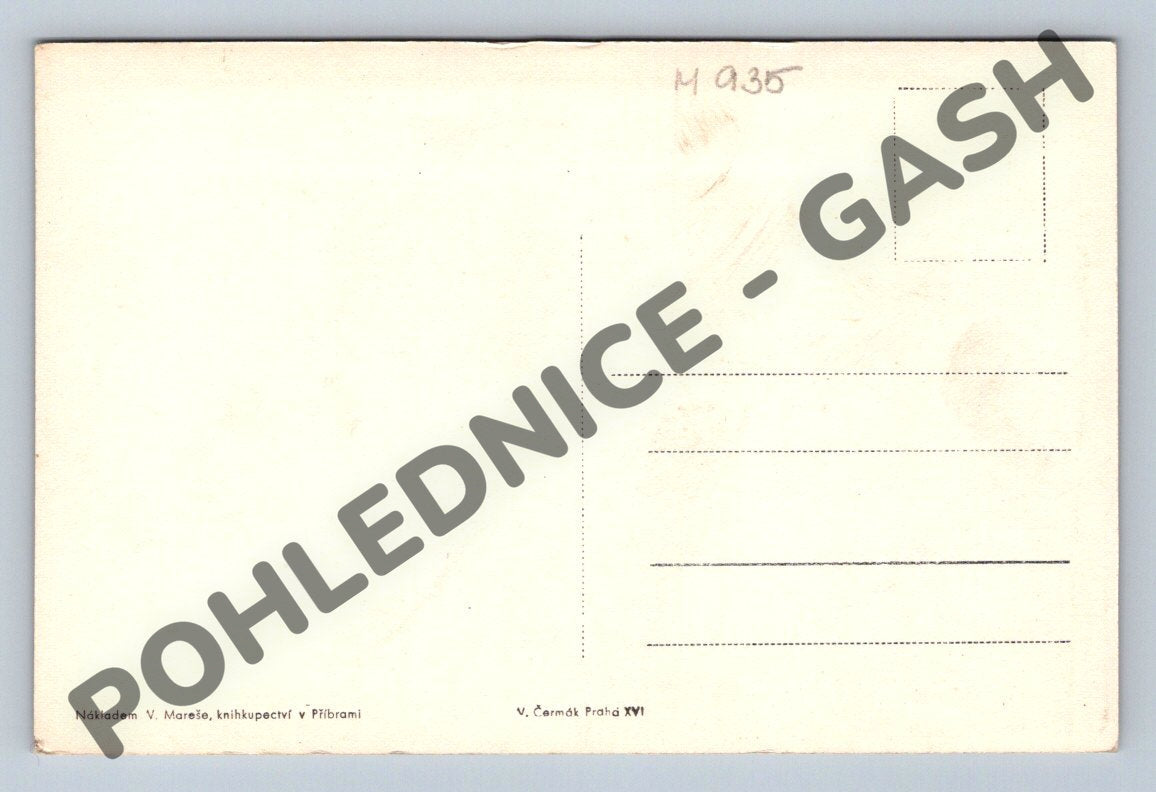 M 935
POHLEDNICE - GASH
Nákladem V. Mareše, knihkupectví v Příbrami
V. Čermák Praha XVI